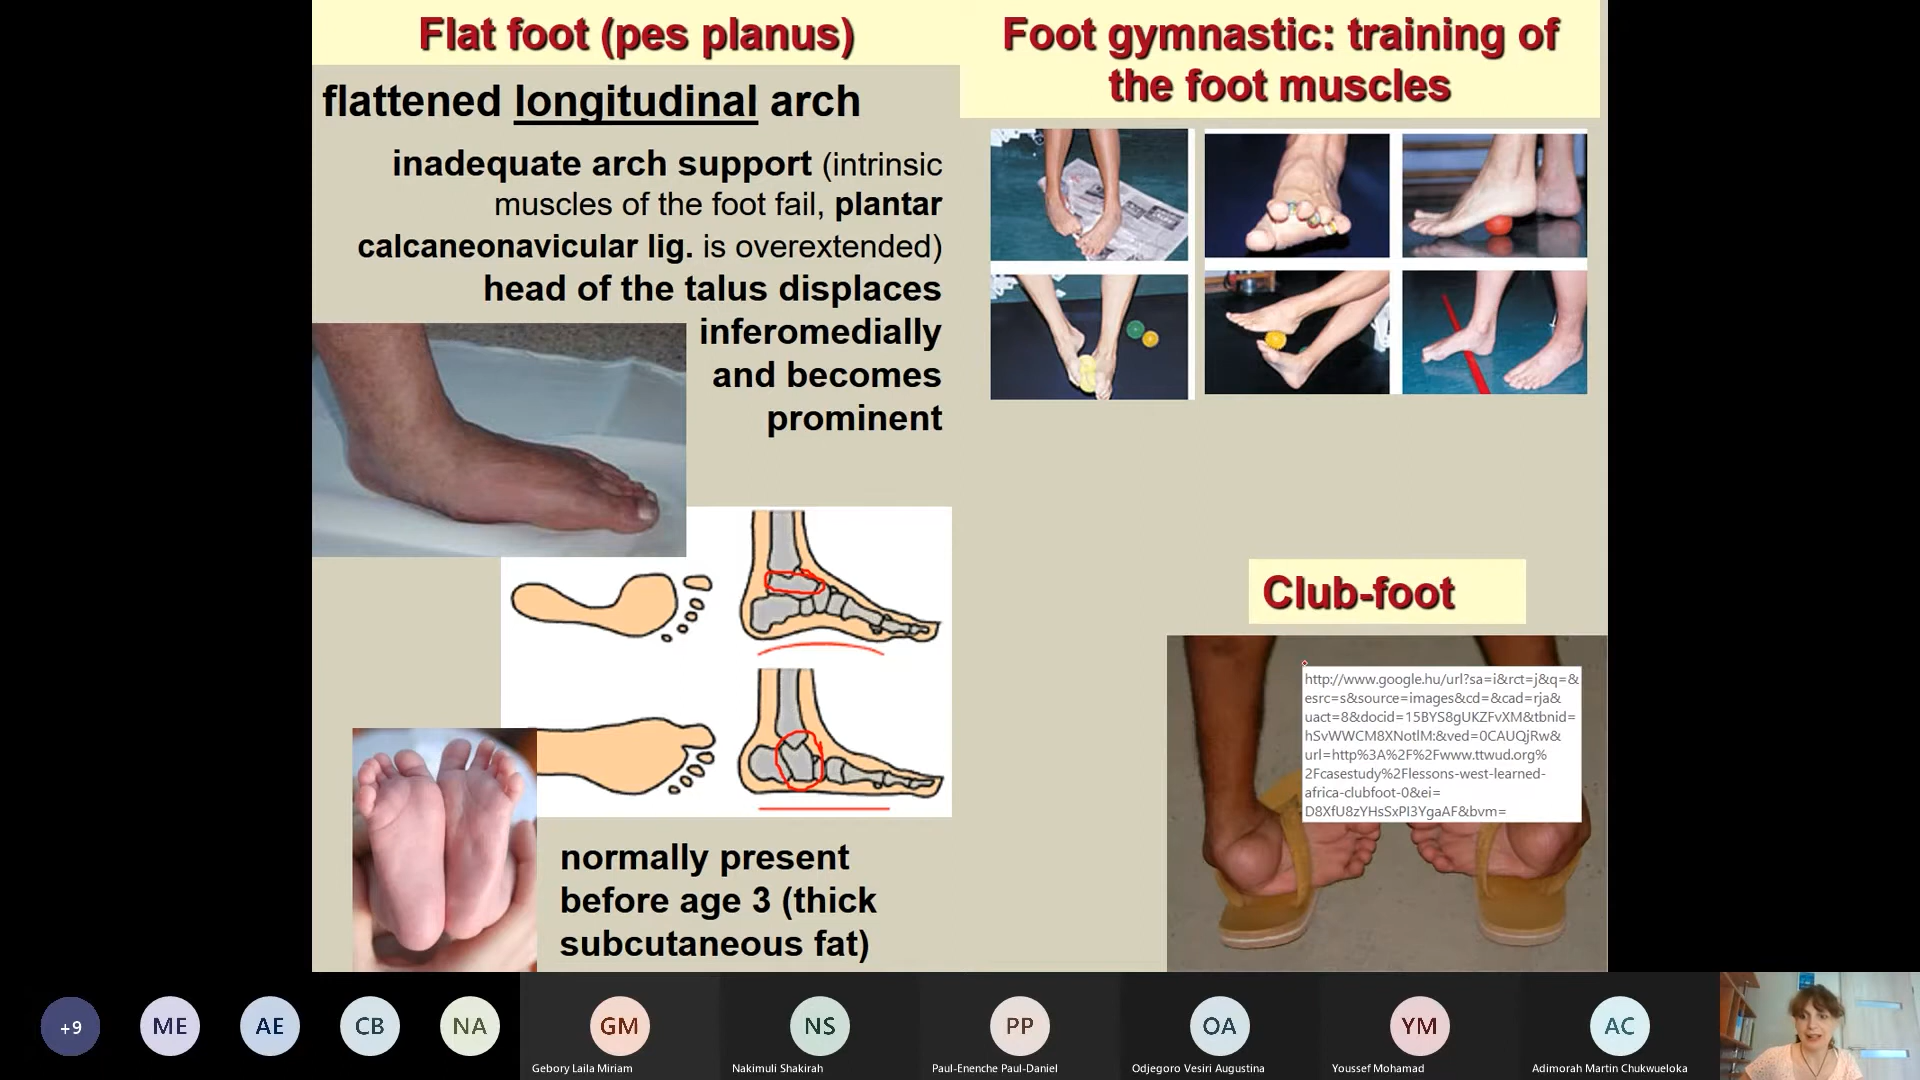 Flat foot (pes planus)
flattened longitudinal arch
inadequate arch support (intrinsic
muscles of the foot fail, plantar
calcaneonavicular lig. is overextended)
head of the talus displaces
inferomedially
and becomes
prominent
normally present
before age 3 (thick
subcutaneous fat)
Foot gymnastic: training of
the foot muscles
Club-foot
http://www.google.hu/url?sa=i&rct=j&q=&
esrc=s&source=images&cd=&cad=rja&
uact=8&docid=15BYS8gUKZFvXM&tbnid=
hSvWWCM8XNotIM:&ved=0CAUQjRw&
url=http%3A%2F%2Fwww.ttwud.org%
2Fcasestudy%2Flessons-west-learned-
africa-clubfoot-0&ei=
D8XfU8zYHsSxPI3YgaAF&bvm=
+9
ME
AE
CB
NA
GM
NS
PP
OA
YM
AC
Gebory Laila Miriam
Nakimuli Shakirah
Paul-Enenche Paul-Daniel
Odjegoro Vesiri Augustina
Youssef Mohamad
Adimorah Martin Chukwueloka